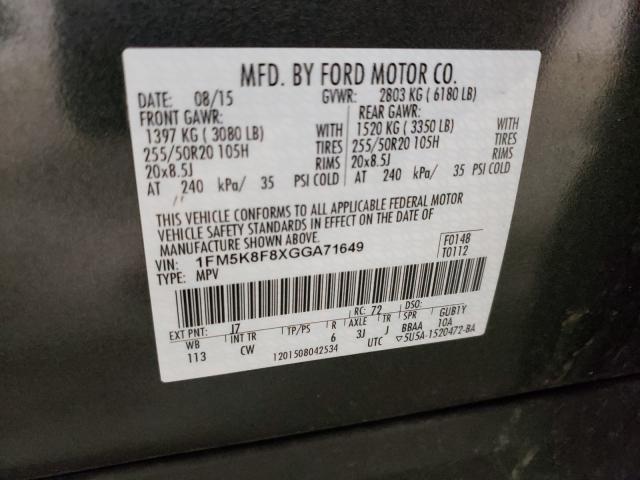 MFD. BY FORD MOTOR CO.
DATE: 08/15 GVWR: 2803 KG ( 6180 LB)
FRONT GAWR: REAR GAWR:
1397 KG ( 3080 LB) WITH 1520 KG ( 3350 LB) WITH
255/50R20 105H TIRES 255/50R20 105H TIRES
20x8.5J RIMS 20x8.5J RIMS
AT 240 kPa/ 35 PSI COLD AT 240 kPa/ 35 PSI COLD
THIS VEHICLE CONFORMS TO ALL APPLICABLE FEDERAL MOTOR
VEHICLE SAFETY STANDARDS IN EFFECT ON THE DATE OF
MANUFACTURE SHOWN ABOVE.
VIN: 1FM5K8F8XGGA71649 F0148
TYPE: MPV T0112
EXT PNT: J7 RC: 72 DSO:
WB INT TR TP/PS R AXLE TR SPR GUB1Y
113 CW 6 3J J BBAA 10A
1201508042534 UTC ▽5U5A-1520472-BA